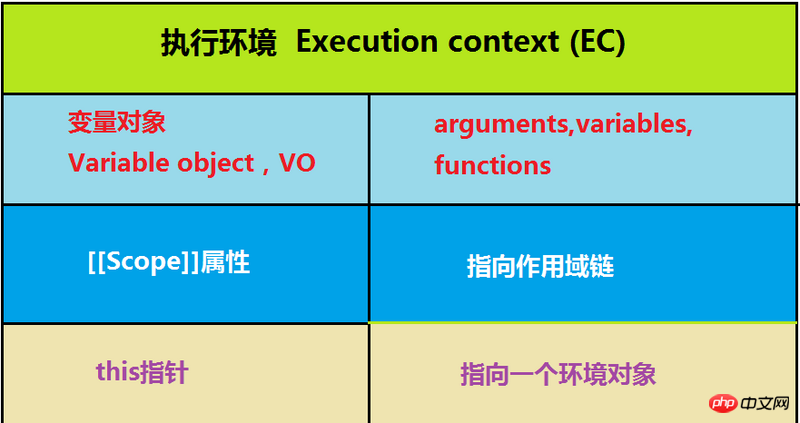 执行环境 Execution context (EC)
变量对象
Variable object，VO
arguments,variables,
functions
[[Scope]]属性
指向作用域链
this指针
指向一个环境对象
php 中文网